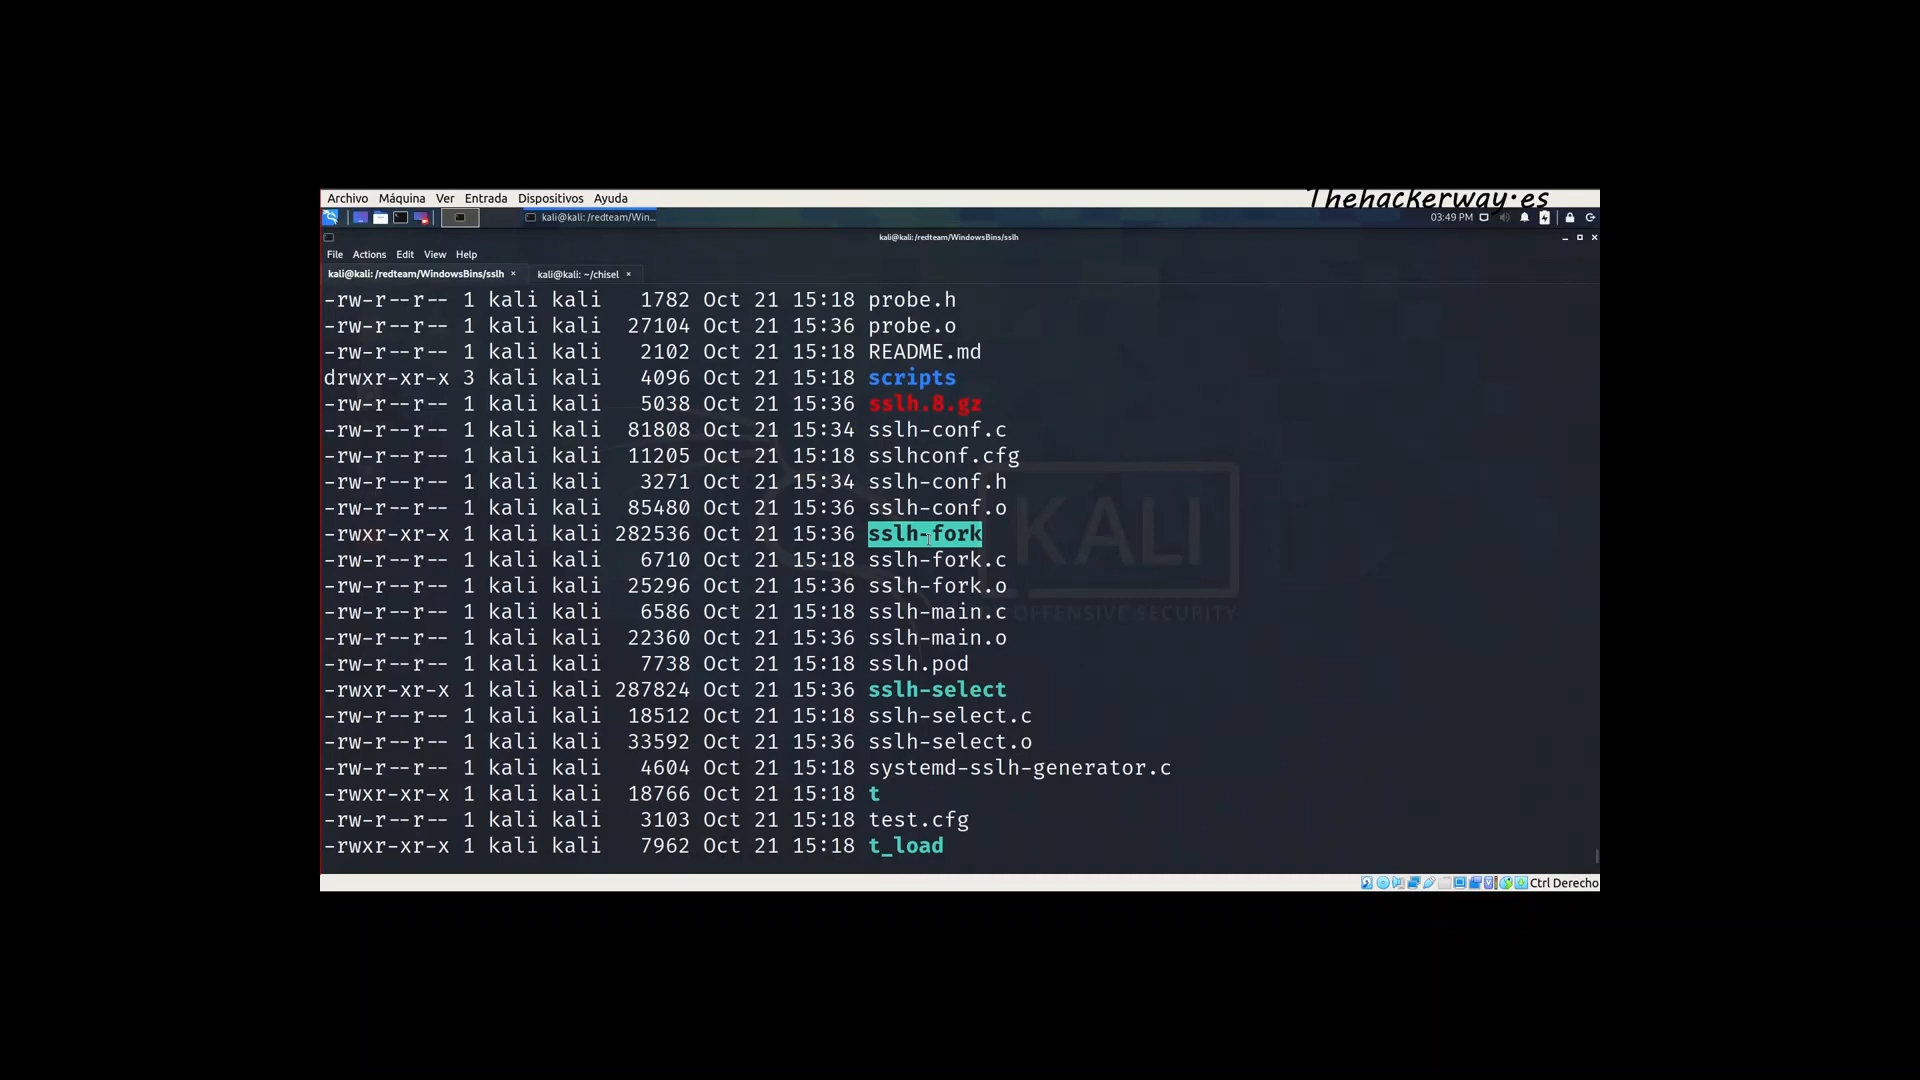 Thehackerway.es
Archivo Máquina Ver Entrada Dispositivos Ayuda
kali@kali: /redteam/Win... 03:49 PM
kali@kali: /redteam/WindowsBins/sslh
File Actions Edit View Help
kali@kali: /redteam/WindowsBins/sslh × kali@kali: ~/chisel ×
-rw-r--r-- 1 kali kali 1782 Oct 21 15:18 probe.h
-rw-r--r-- 1 kali kali 27104 Oct 21 15:36 probe.o
-rw-r--r-- 1 kali kali 2102 Oct 21 15:18 README.md
drwxr-xr-x 3 kali kali 4096 Oct 21 15:18 scripts
-rw-r--r-- 1 kali kali 5038 Oct 21 15:36 sslh.8.gz
-rw-r--r-- 1 kali kali 81808 Oct 21 15:34 sslh-conf.c
-rw-r--r-- 1 kali kali 11205 Oct 21 15:18 sslhconf.cfg
-rw-r--r-- 1 kali kali 3271 Oct 21 15:34 sslh-conf.h
-rw-r--r-- 1 kali kali 85480 Oct 21 15:36 sslh-conf.o
-rwxr-xr-x 1 kali kali 282536 Oct 21 15:36 sslh-fork
-rw-r--r-- 1 kali kali 6710 Oct 21 15:18 sslh-fork.c
-rw-r--r-- 1 kali kali 25296 Oct 21 15:36 sslh-fork.o
-rw-r--r-- 1 kali kali 6586 Oct 21 15:18 sslh-main.c
-rw-r--r-- 1 kali kali 22360 Oct 21 15:36 sslh-main.o
-rw-r--r-- 1 kali kali 7738 Oct 21 15:18 sslh.pod
-rwxr-xr-x 1 kali kali 287824 Oct 21 15:36 sslh-select
-rw-r--r-- 1 kali kali 18512 Oct 21 15:18 sslh-select.c
-rw-r--r-- 1 kali kali 33592 Oct 21 15:36 sslh-select.o
-rw-r--r-- 1 kali kali 4604 Oct 21 15:18 systemd-sslh-generator.c
-rwxr-xr-x 1 kali kali 18766 Oct 21 15:18 t
-rw-r--r-- 1 kali kali 3103 Oct 21 15:18 test.cfg
-rwxr-xr-x 1 kali kali 7962 Oct 21 15:18 t_load
KALI
OFFENSIVE SECURITY
Ctrl Derecho